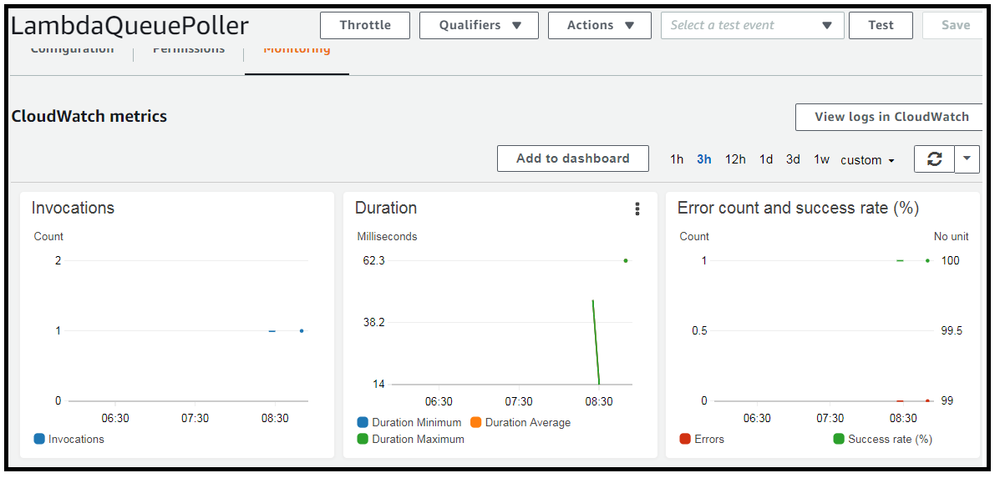 LambdaQueuePoller
Throttle
Qualifiers
Actions
Select a test event
Test
Save
Configuration
Permissions
Monitoring
CloudWatch metrics
View logs in CloudWatch
Add to dashboard
1h 3h 12h 1d 3d 1w custom
Invocations
Count
2
1
0
06:30 07:30 08:30
Invocations
Duration
Milliseconds
62.3
38.2
14
06:30 07:30 08:30
Duration Minimum Duration Average
Duration Maximum
Error count and success rate (%)
Count No unit
1 100
0.5 99.5
0 99
06:30 07:30 08:30
Errors Success rate (%)